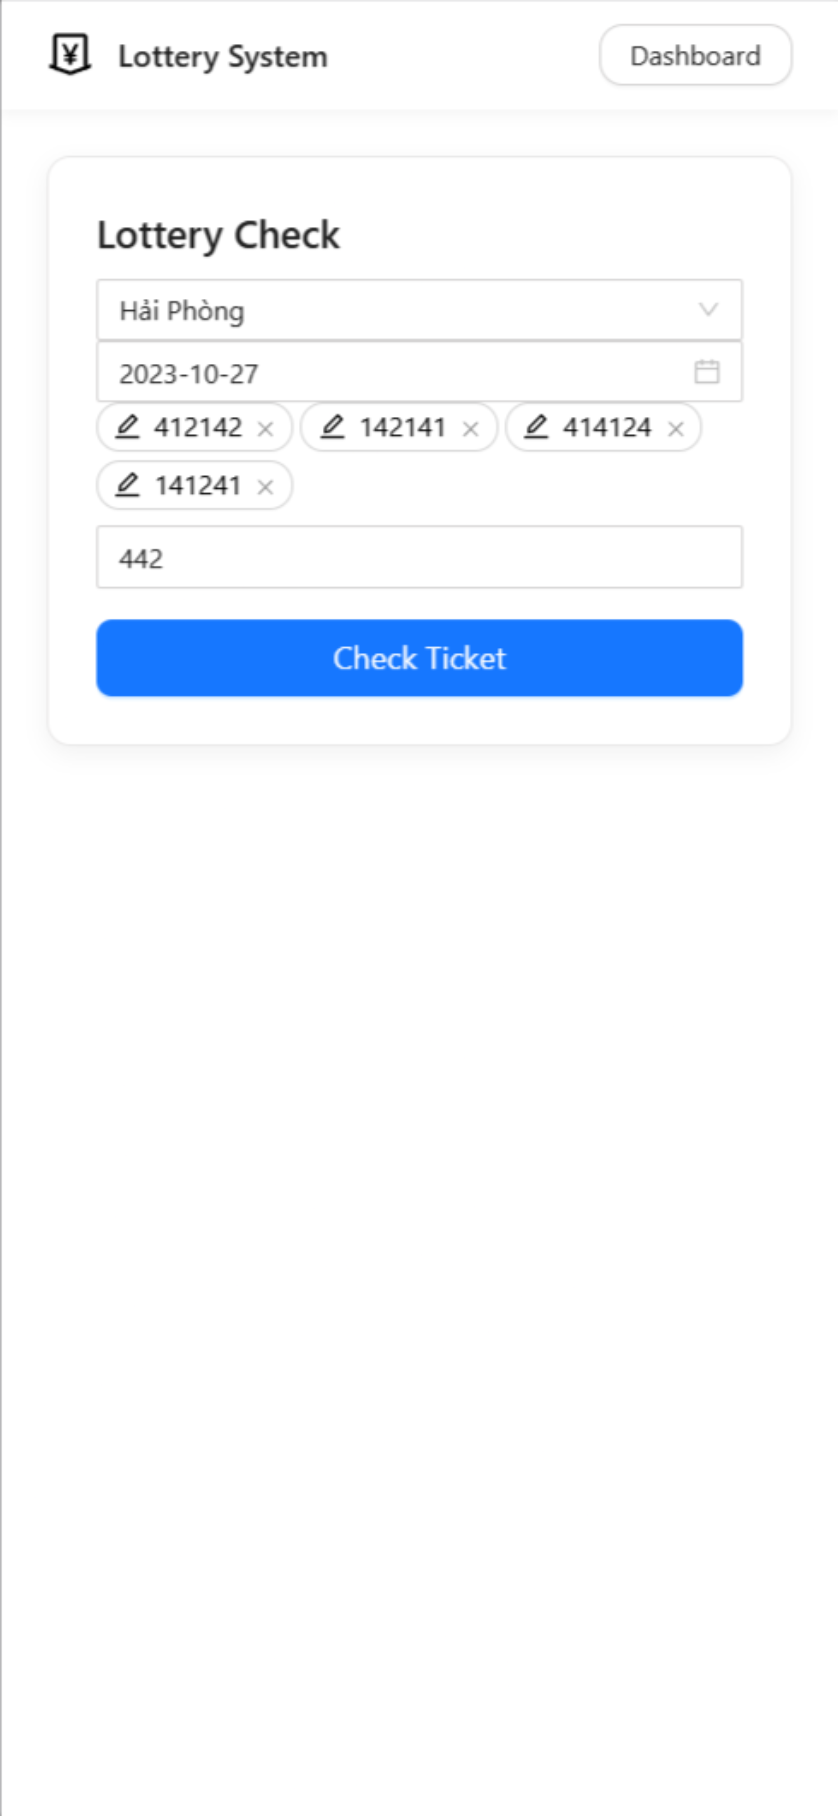 Lottery System
Dashboard
Lottery Check
Hải Phòng
2023-10-27
412142 142141 414124
141241
442
Check Ticket